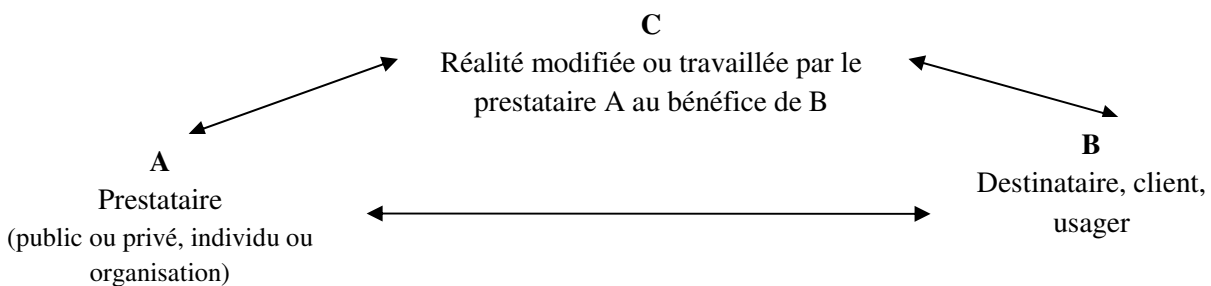 C
Réalité modifiée ou travaillée par le
prestataire A au bénéfice de B
A
Prestataire
(public ou privé, individu ou
organisation)
B
Destinataire, client,
usager